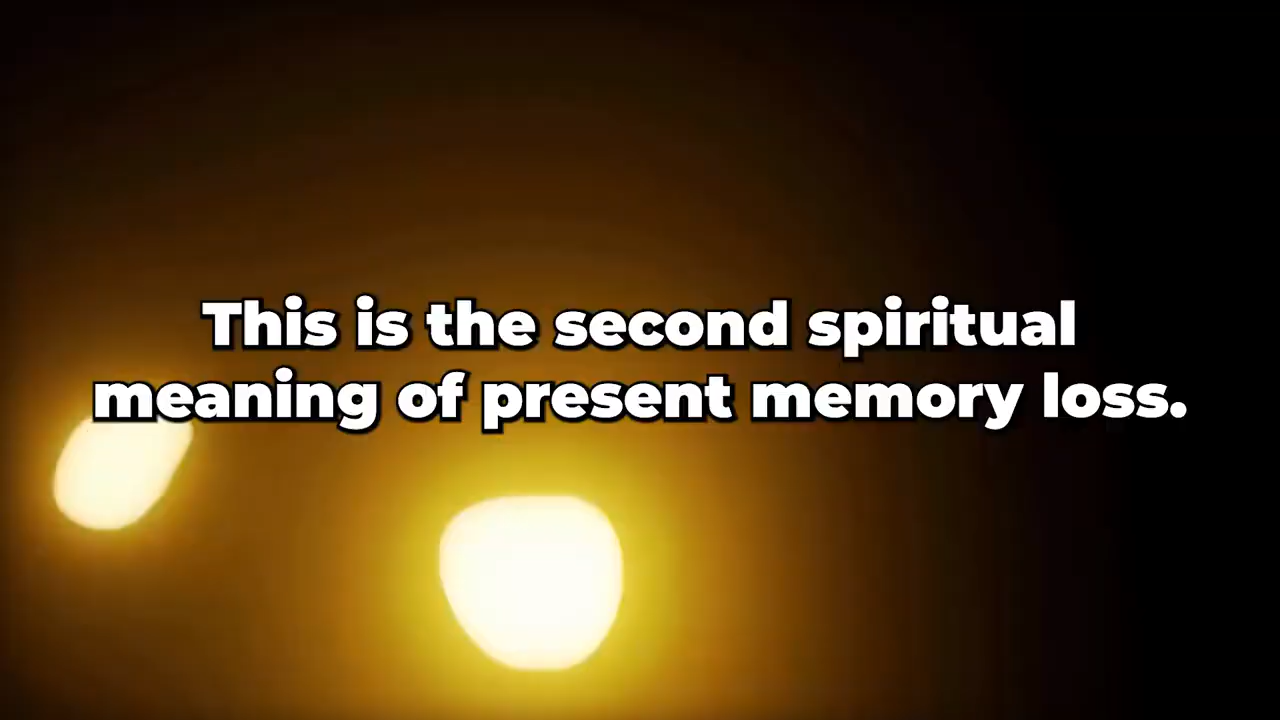 This is the second spiritual
meaning of present memory loss.